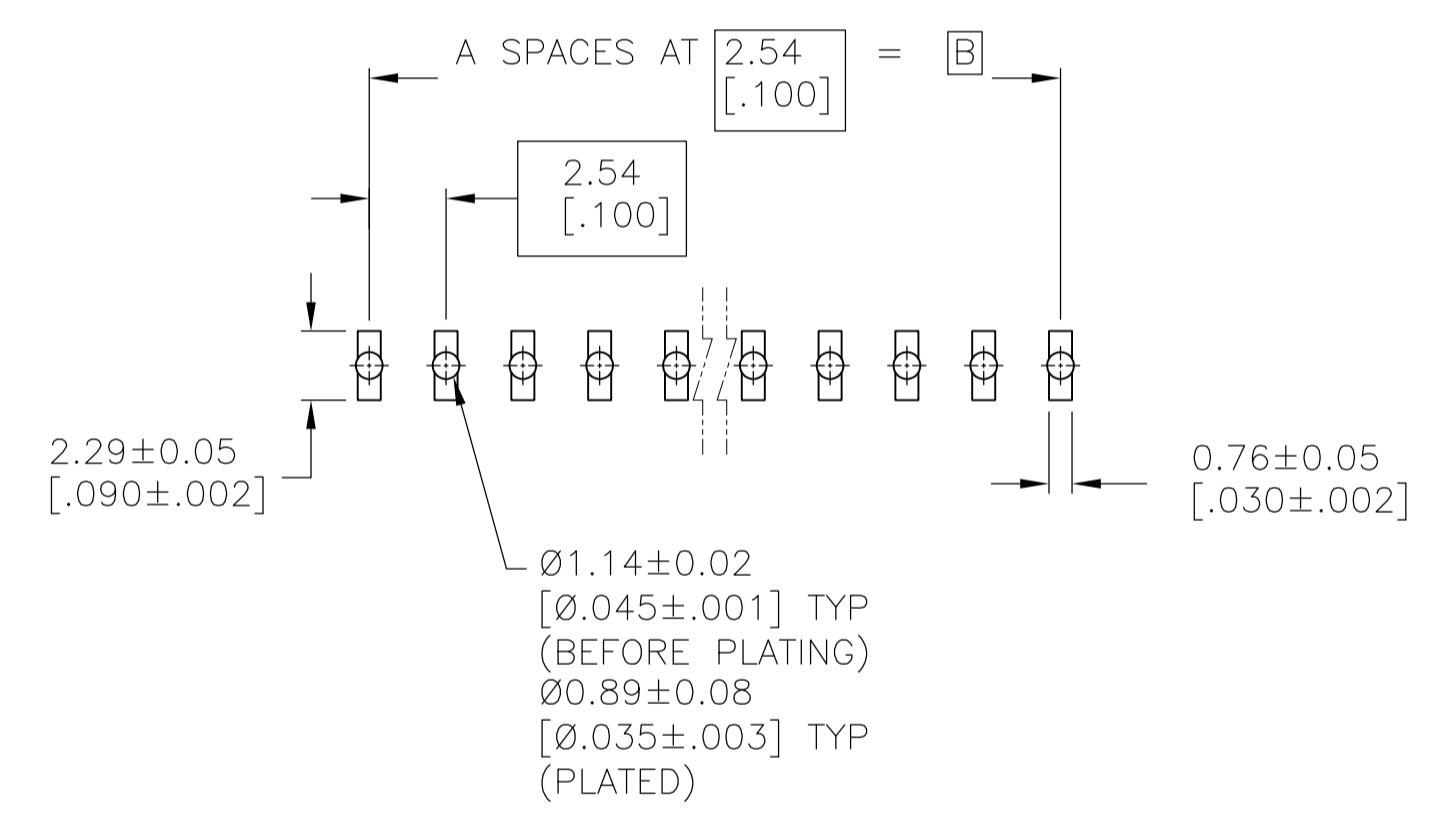 A SPACES AT 2.54 = B
[.100]
2.54
[.100]
2.29±0.05
[.090±.002]
0.76±0.05
[.030±.002]
Ø1.14±0.02
[Ø.045±.001] TYP
(BEFORE PLATING)
Ø0.89±0.08
[Ø.035±.003] TYP
(PLATED)